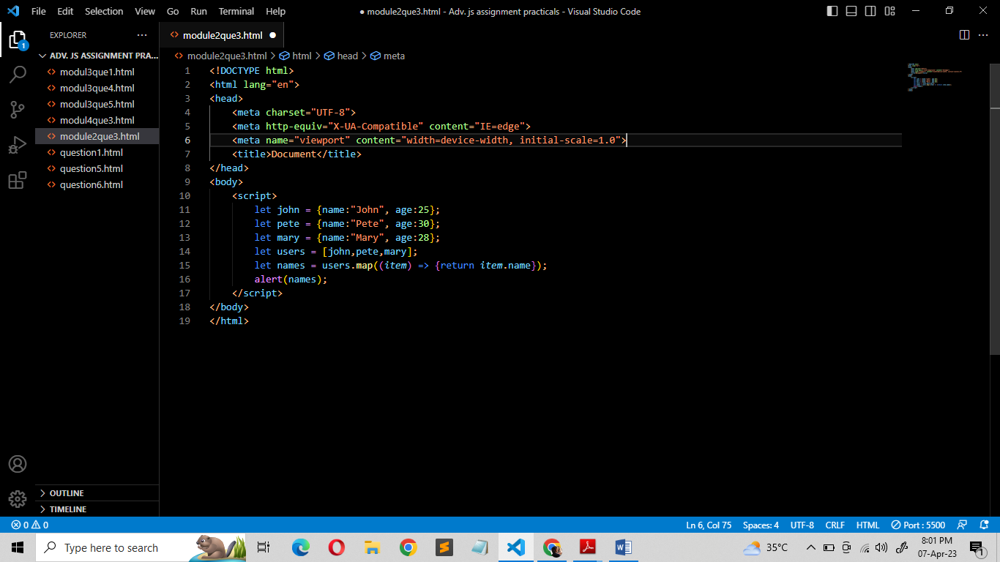 File Edit Selection View Go Run Terminal Help ● module2que3.html - Adv. js assignment practicals - Visual Studio Code
EXPLORER ···
ADV. JS ASSIGNMENT PRA...
modul3que1.html
modul3que4.html
modul3que5.html
modul4que3.html
module2que3.html
question1.html
question5.html
question6.html
OUTLINE
TIMELINE
1
module2que3.html ●
module2que3.html > html > head > meta
1 <!DOCTYPE html>
2 <html lang="en">
3 <head>
4     <meta charset="UTF-8">
5     <meta http-equiv="X-UA-Compatible" content="IE=edge">
6     <meta name="viewport" content="width=device-width, initial-scale=1.0">
7     <title>Document</title>
8 </head>
9 <body>
10     <script>
11         let john = {name:"John", age:25};
12         let pete = {name:"Pete", age:30};
13         let mary = {name:"Mary", age:28};
14         let users = [john,pete,mary];
15         let names = users.map((item) => {return item.name});
16         alert(names);
17     </script>
18 </body>
19 </html>
0 0 Ln 6, Col 75 Spaces: 4 UTF-8 CRLF HTML Port : 5500
Type here to search 35°C 8:01 PM
07-Apr-23 1